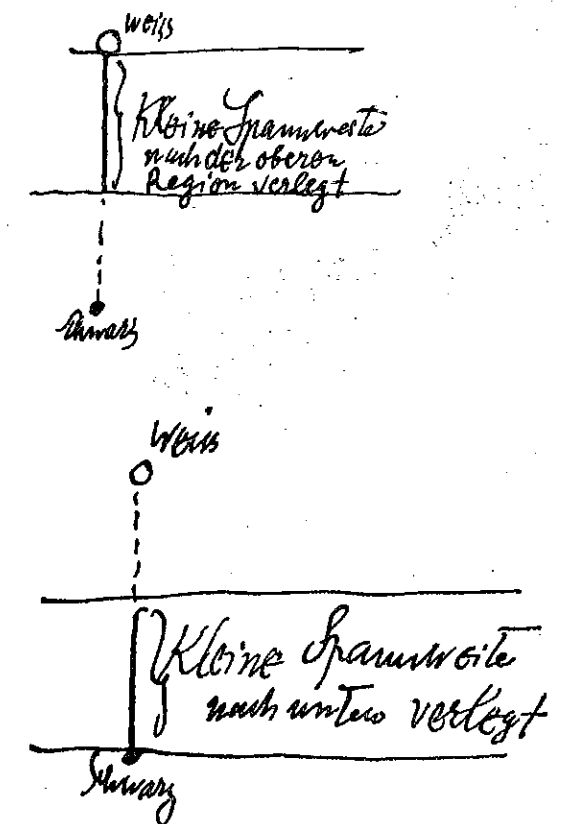 weiss
Kleine Spannweite
nach der oberen
Region verlegt
Schwarz
Weiss
Kleine Spannweite
nach unten verlegt
Schwarz